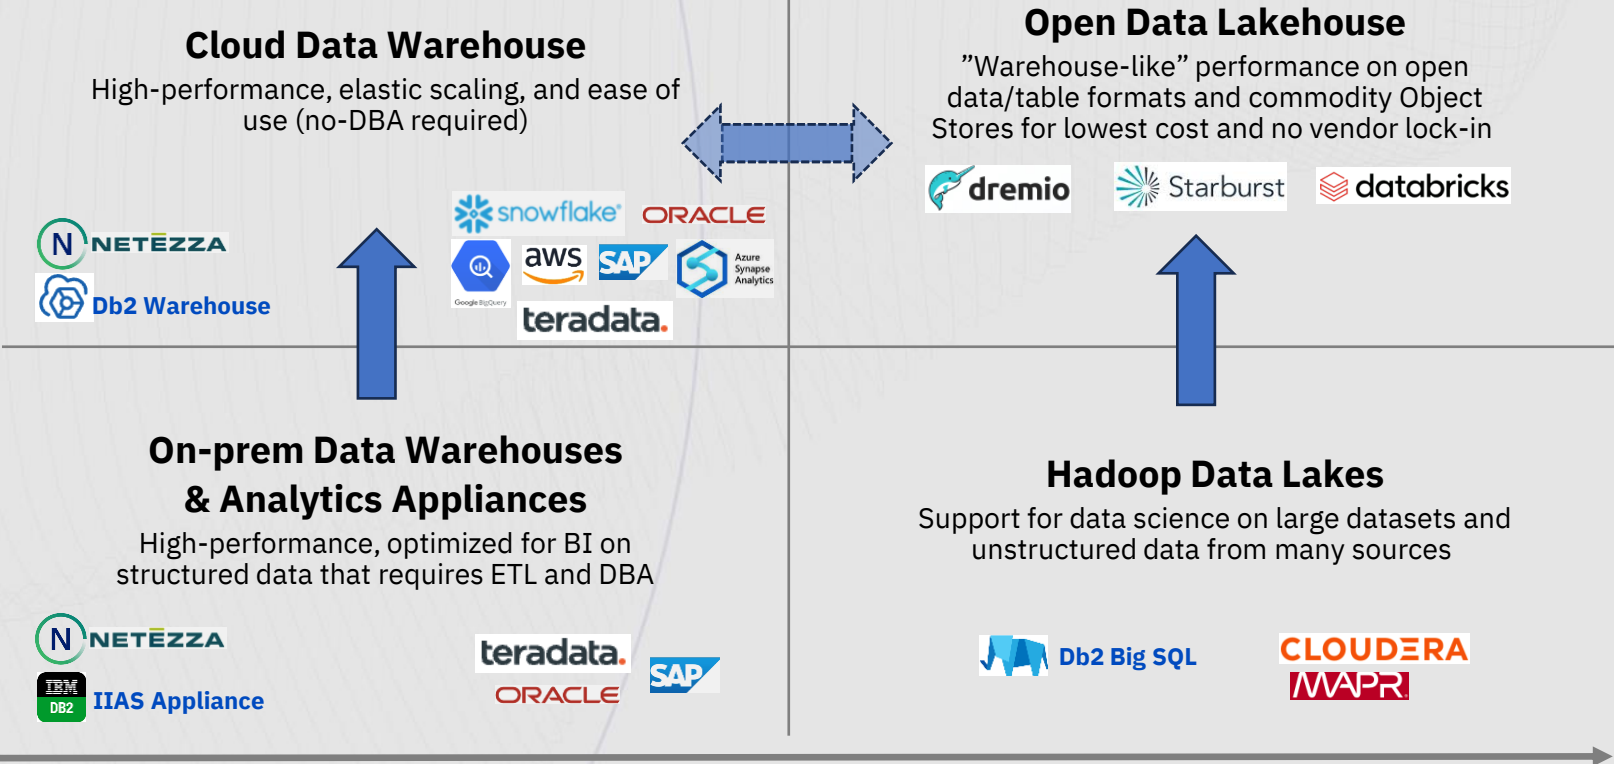 Cloud Data Warehouse
High-performance, elastic scaling, and ease of
use (no-DBA required)
NETĒZZA
Db2 Warehouse
snowflake®
ORACLE
Google BigQuery
aws
SAP
Azure
Synapse
Analytics
teradata.
Open Data Lakehouse
”Warehouse-like” performance on open
data/table formats and commodity Object
Stores for lowest cost and no vendor lock-in
dremio
Starburst
databricks
On-prem Data Warehouses
& Analytics Appliances
High-performance, optimized for BI on
structured data that requires ETL and DBA
N NETĒZZA
IBM
DB2
IIAS Appliance
teradata.
ORACLE
SAP
Hadoop Data Lakes
Support for data science on large datasets and
unstructured data from many sources
Db2 Big SQL
CLOUDERA
MAPR.